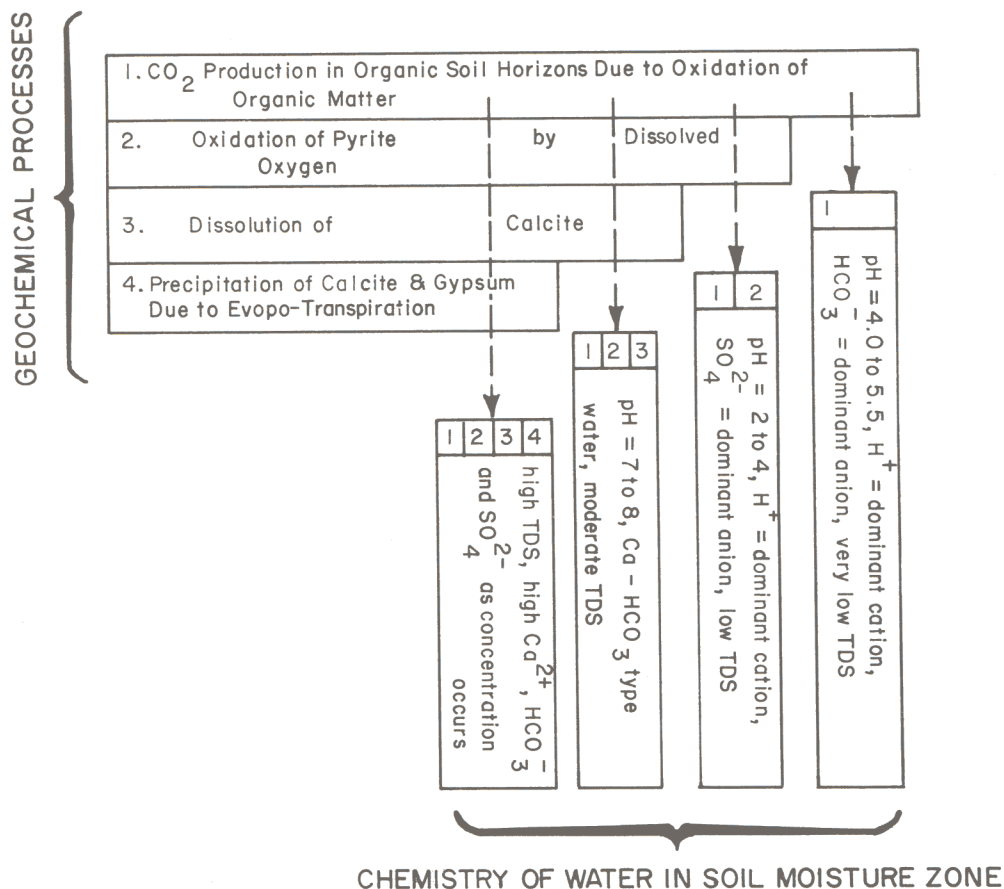 GEOCHEMICAL PROCESSES
1. CO2 Production in Organic Soil Horizons Due to Oxidation of
Organic Matter
2. Oxidation of Pyrite by Dissolved
Oxygen
3. Dissolution of Calcite
4. Precipitation of Calcite & Gypsum
Due to Evopo-Transpiration
1 2 3 4
high TDS, high Ca2+, HCO3-
and SO4 2- as concentration
occurs
1 2 3
pH = 7 to 8, Ca - HCO3 type
water, moderate TDS
1 2
pH = 2 to 4, H+ = dominant cation,
SO4 2- = dominant anion, low TDS
1
pH = 4.0 to 5.5, H+ = dominant cation,
HCO3- = dominant anion, very low TDS
CHEMISTRY OF WATER IN SOIL MOISTURE ZONE